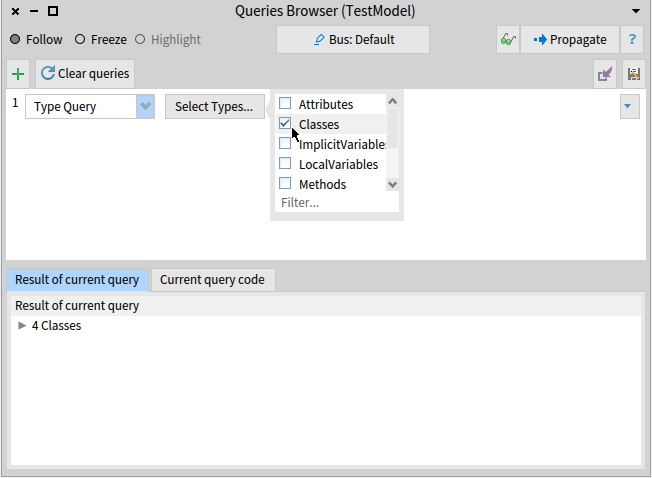 Queries Browser (TestModel)
Follow Freeze Highlight Bus: Default Propagate ?
Clear queries
1 Type Query Select Types...
Attributes
Classes
ImplicitVariable
LocalVariables
Methods
Filter...
Result of current query Current query code
Result of current query
4 Classes